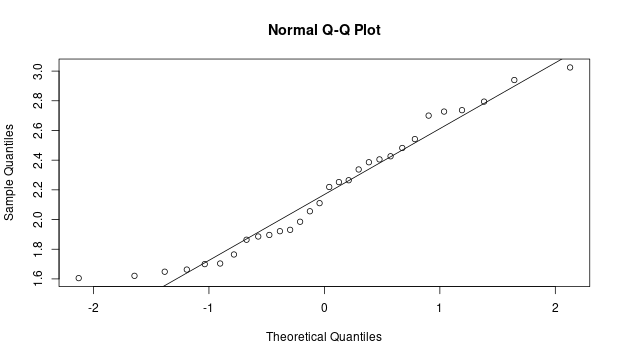 Normal Q-Q Plot
Sample Quantiles
3.0
2.8
2.6
2.4
2.2
2.0
1.8
1.6
-2 -1 0 1 2
Theoretical Quantiles